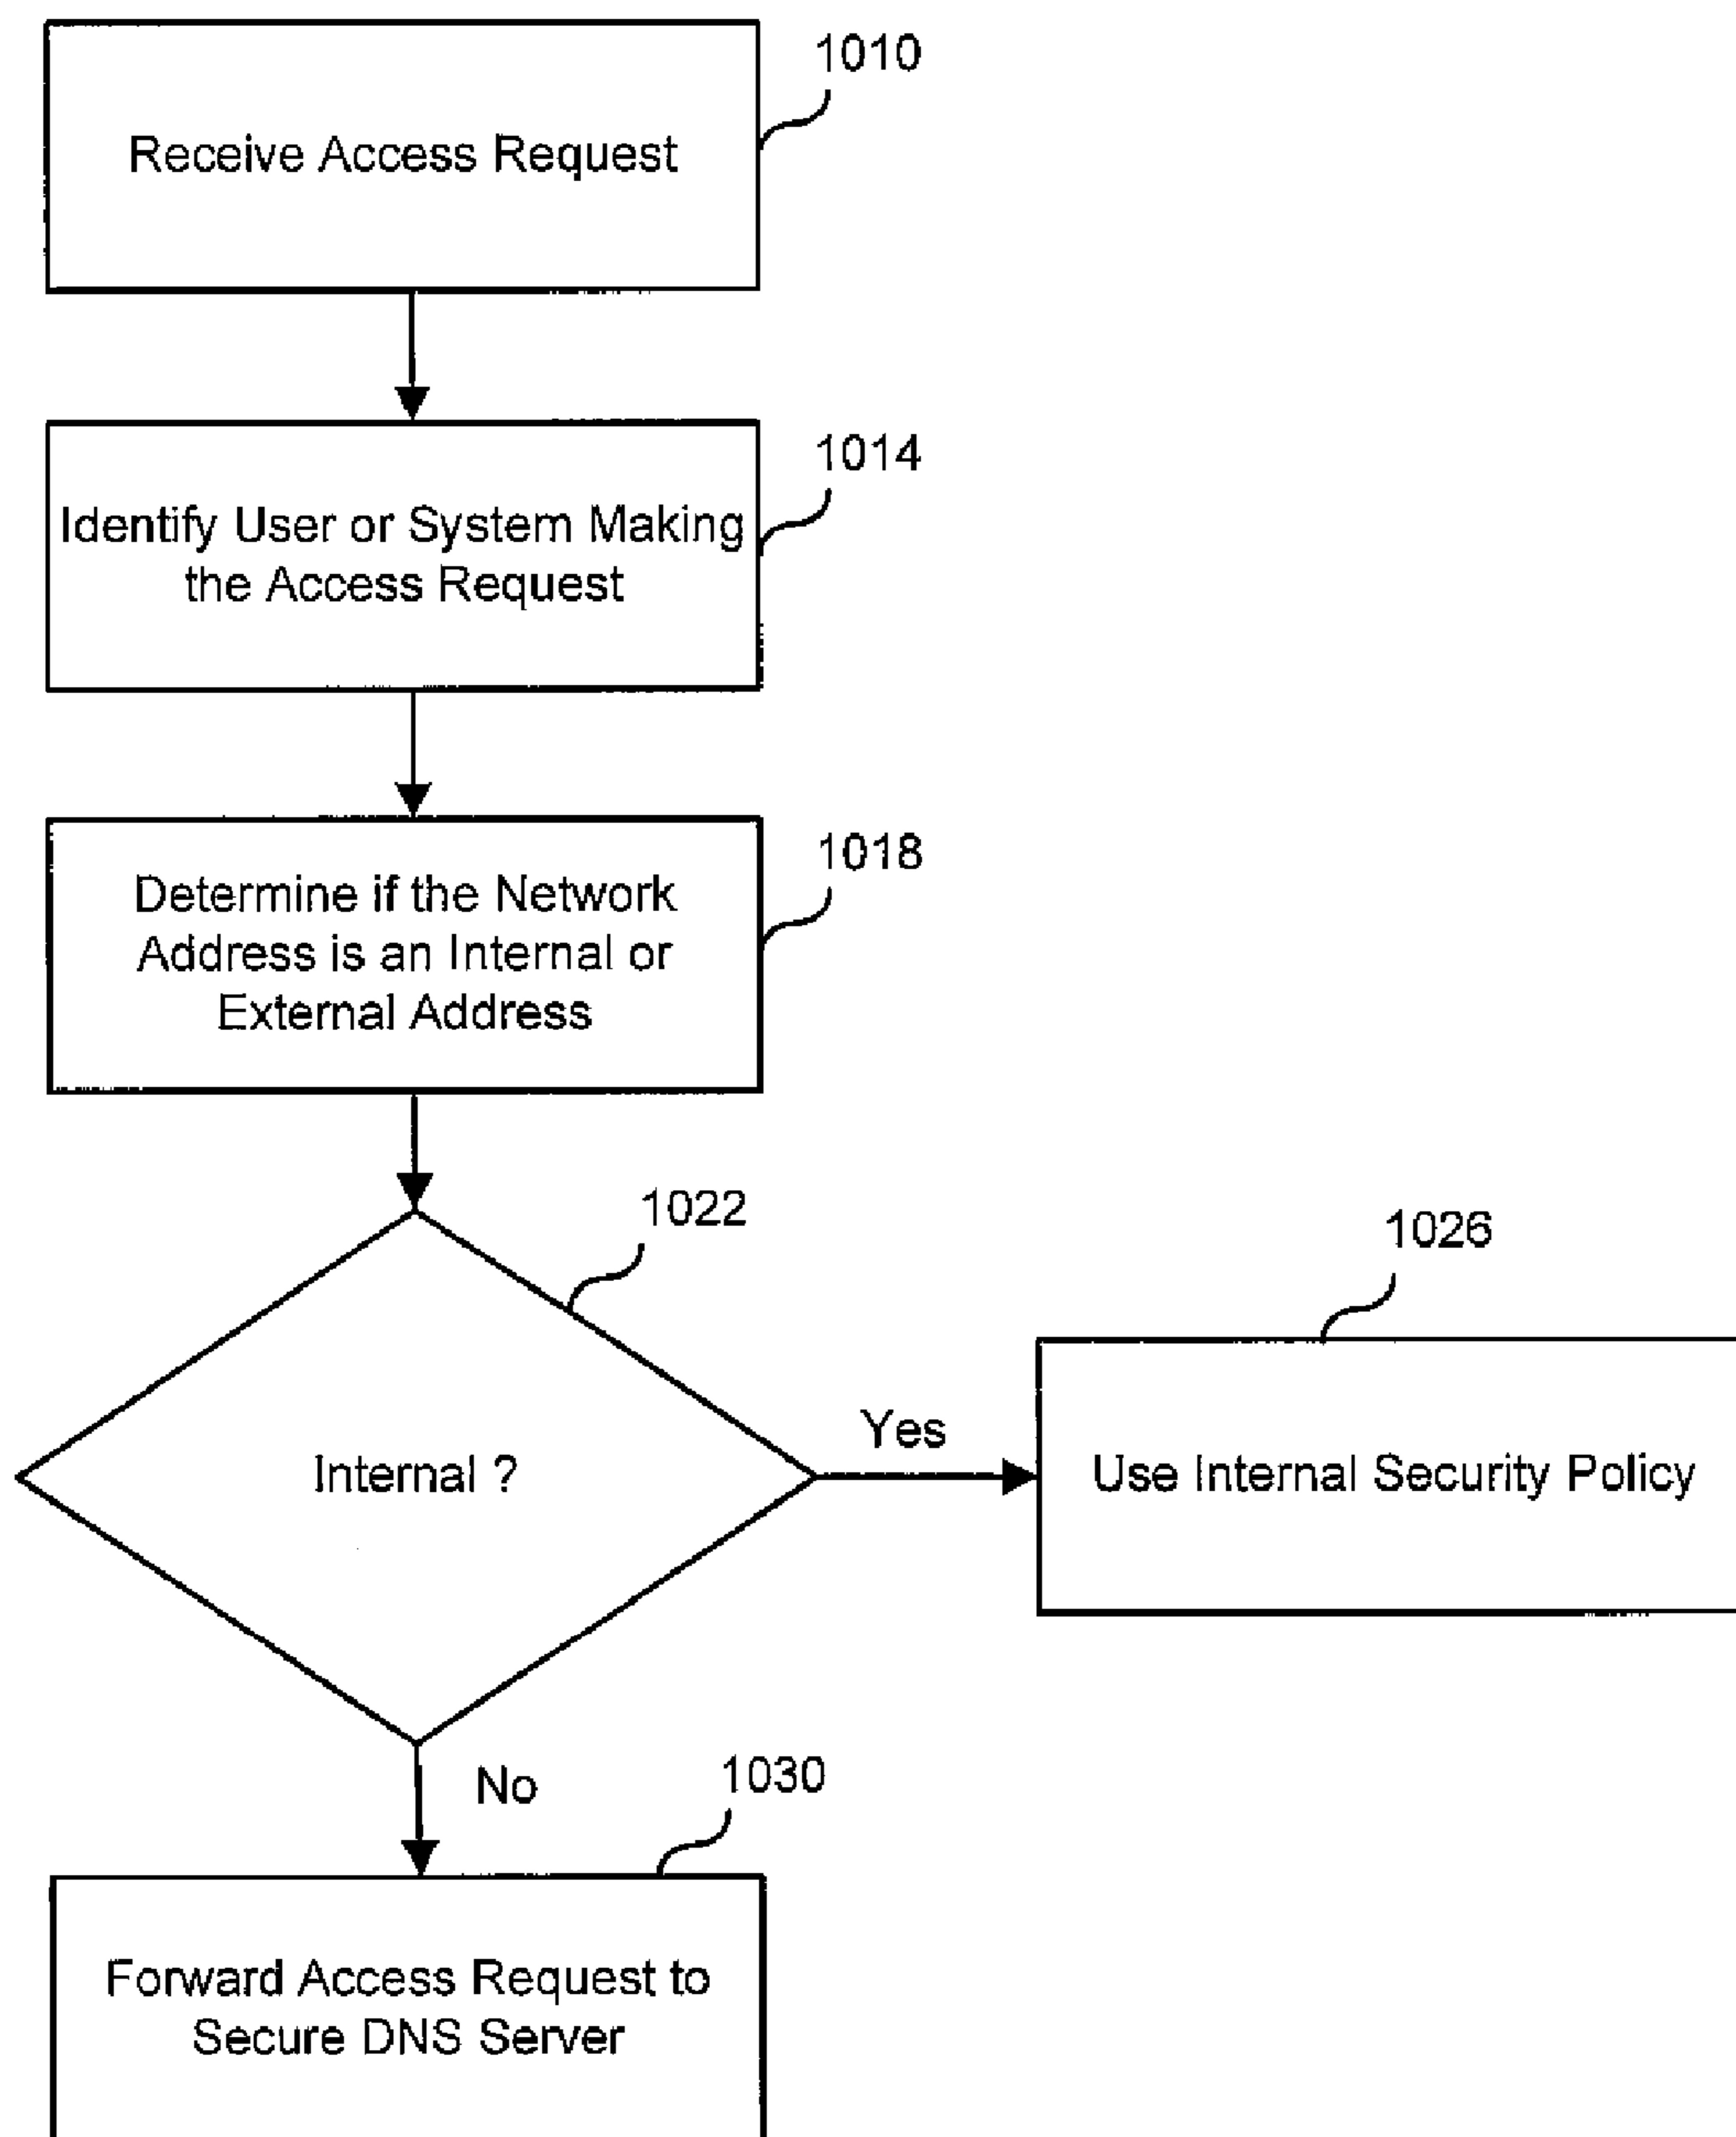 1010
Receive Access Request
1014
Identify User or System Making
the Access Request
1018
Determine if the Network
Address is an Internal or
External Address
1022
Internal ?
Yes
1026
Use Internal Security Policy
No
1030
Forward Access Request to
Secure DNS Server